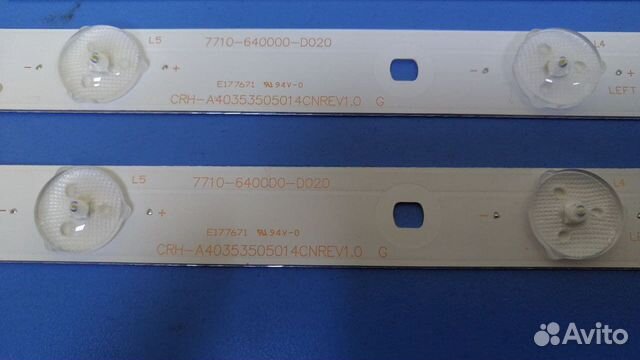 L5 7710-640000-D020 L4
- + - +
E177671 94V-0 LEFT
CRH-A40353505014CNREV1.0 G
L5 7710-640000-D020 L4
- + - +
E177671 94V-0
CRH-A40353505014CNREV1.0 G
Avito